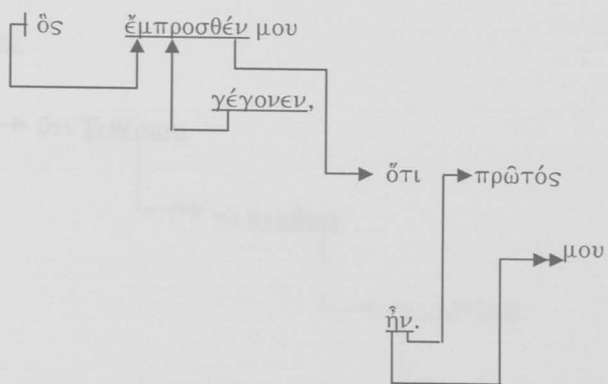 ὃς ἔμπροσθέν μου
γέγονεν,
ὅτι πρῶτός
μου
ἦν.